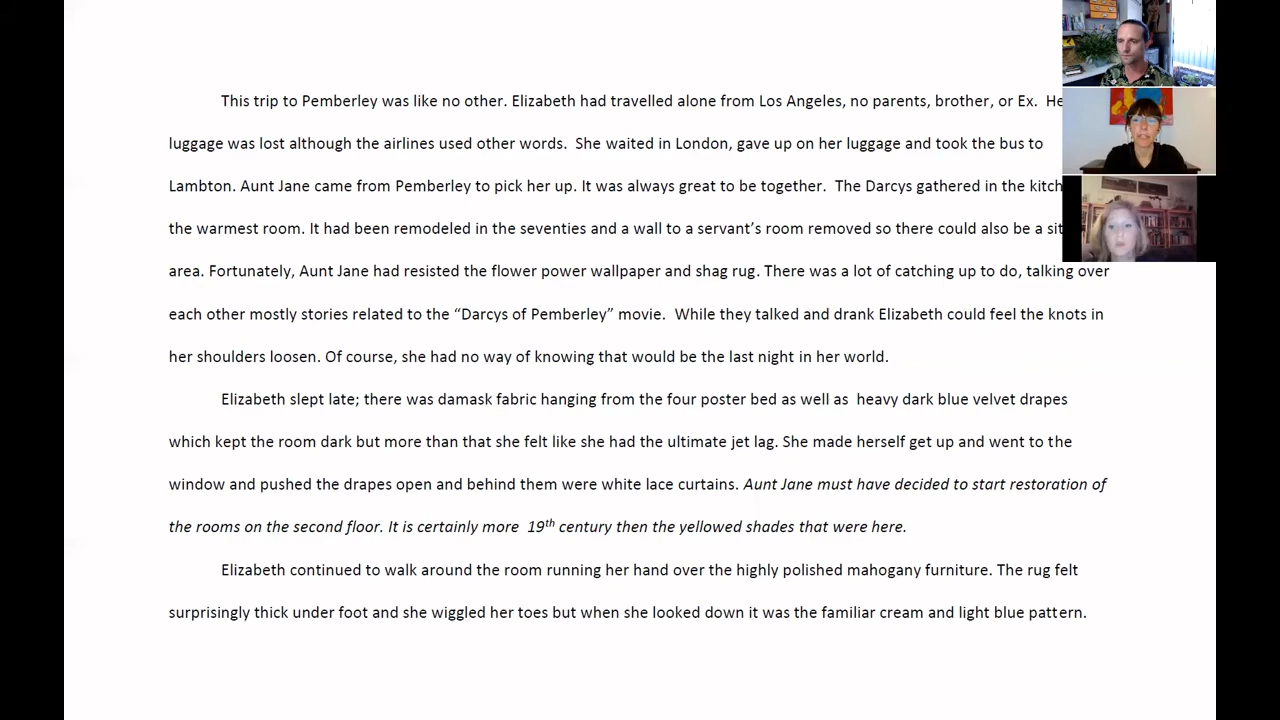 This trip to Pemberley was like no other. Elizabeth had travelled alone from Los Angeles, no parents, brother, or Ex.
luggage was lost although the airlines used other words. She waited in London, gave up on her luggage and took the bus to
Lambton. Aunt Jane came from Pemberley to pick her up. It was always great to be together. The Darcys gathered in the
the warmest room. It had been remodeled in the seventies and a wall to a servant’s room removed so there could also be a
area. Fortunately, Aunt Jane had resisted the flower power wallpaper and shag rug. There was a lot of catching up to do, talking over
each other mostly stories related to the “Darcys of Pemberley” movie. While they talked and drank Elizabeth could feel the knots in
her shoulders loosen. Of course, she had no way of knowing that would be the last night in her world.
Elizabeth slept late; there was damask fabric hanging from the four poster bed as well as heavy dark blue velvet drapes
which kept the room dark but more than that she felt like she had the ultimate jet lag. She made herself get up and went to the
window and pushed the drapes open and behind them were white lace curtains. Aunt Jane must have decided to start restoration of
the rooms on the second floor. It is certainly more 19th century then the yellowed shades that were here.
Elizabeth continued to walk around the room running her hand over the highly polished mahogany furniture. The rug felt
surprisingly thick under foot and she wiggled her toes but when she looked down it was the familiar cream and light blue pattern.